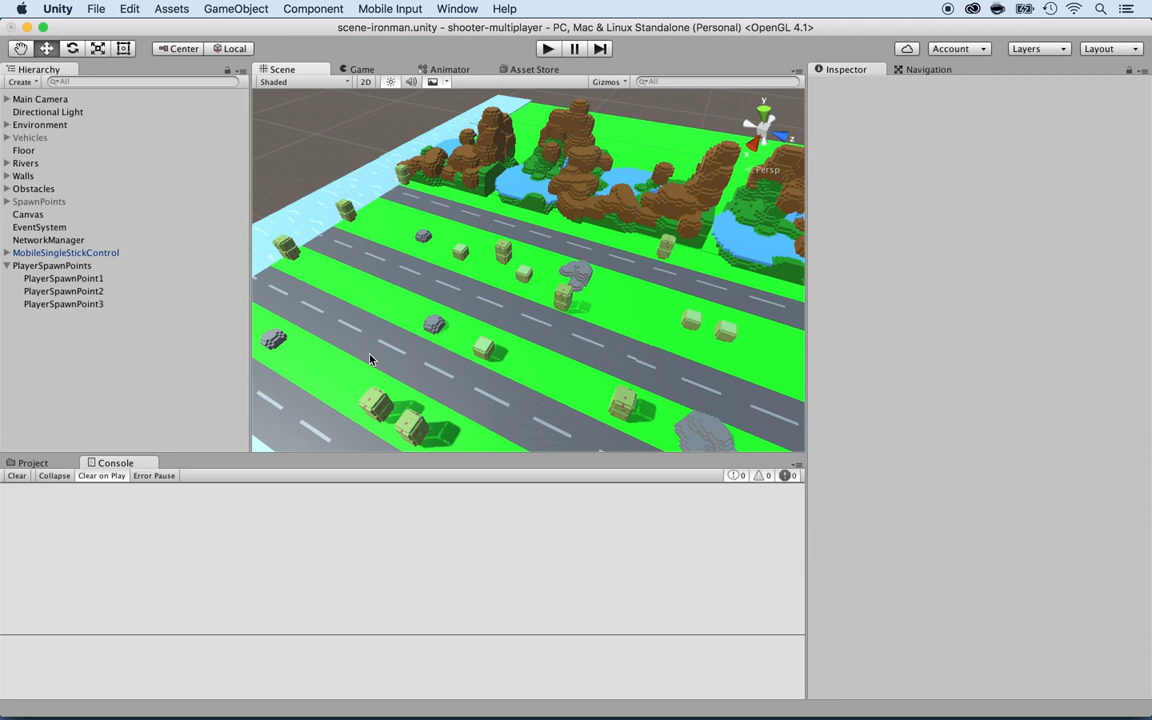 Unity File Edit Assets GameObject Component Mobile Input Window Help
scene-ironman.unity - shooter-multiplayer - PC, Mac & Linux Standalone (Personal) <OpenGL 4.1>
Center Local Account Layers Layout
Hierarchy Scene Game Animator Asset Store Inspector Navigation
Create All Shaded 2D Gizmos All
Main Camera
Directional Light
Environment
Vehicles
Floor
Rivers
Walls
Obstacles
SpawnPoints
Canvas
EventSystem
NetworkManager
MobileSingleStickControl
PlayerSpawnPoints
PlayerSpawnPoint1
PlayerSpawnPoint2
PlayerSpawnPoint3
y
z
x
Persp
Project Console
Clear Collapse Clear on Play Error Pause 0 0 0